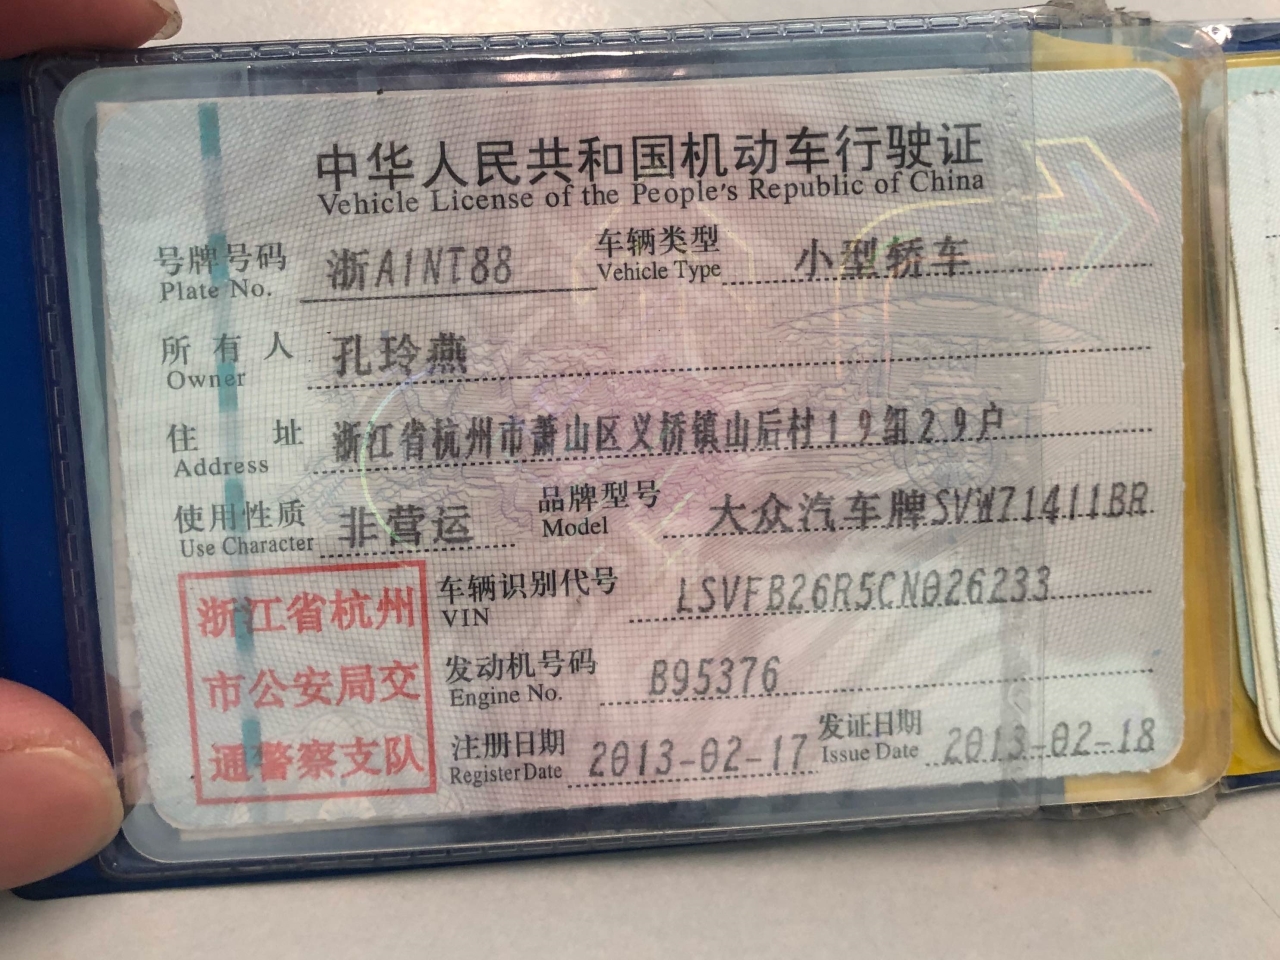 中华人民共和国机动车行驶证
Vehicle License of the People's Republic of China
号牌号码 浙A1NT88 车辆类型 小型轿车
Plate No. Vehicle Type
所有人 孔玲燕
Owner
住址 浙江省杭州市萧山区义桥镇山后村19组29户
Address
使用性质 非营运 品牌型号 大众汽车牌SVW71411BR
Use Character Model
浙江省杭州
市公安局交
通警察支队
车辆识别代号 LSVFB26R5CN026233
VIN
发动机号码 B95376
Engine No.
注册日期 2013-02-17 发证日期 2013-02-18
Register Date Issue Date